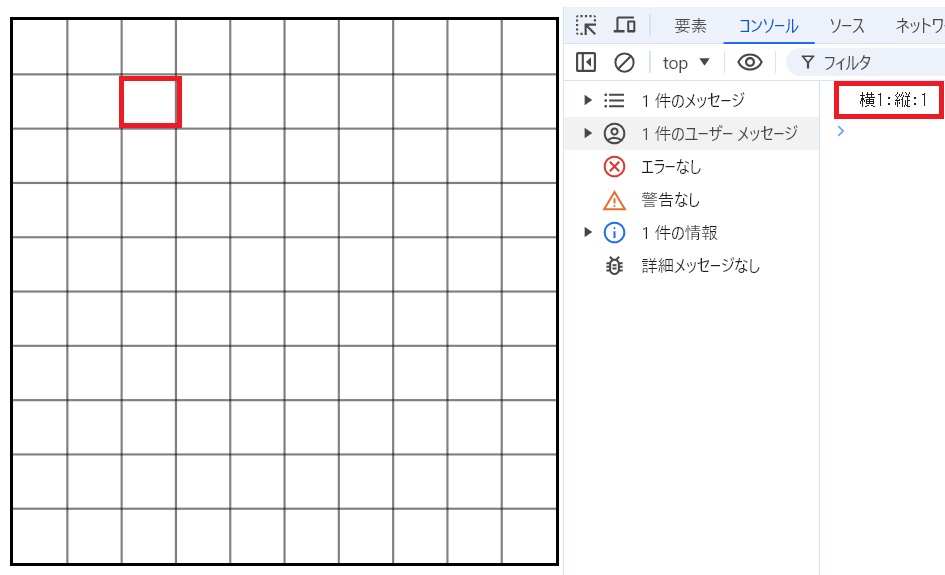 要素 コンソール ソース ネットワ
top ▼ フィルタ
1 件のメッセージ
1 件のユーザー メッセージ
エラーなし
警告なし
1 件の情報
詳細メッセージなし
横1:縦:1